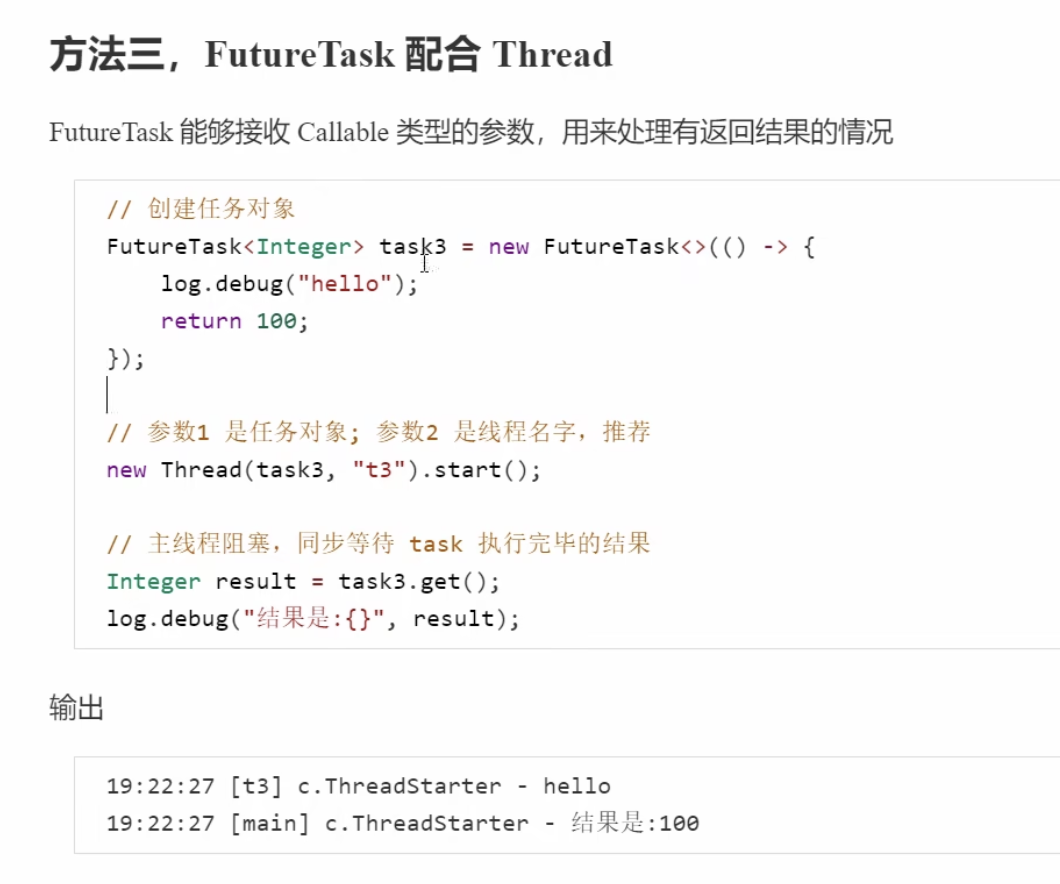 方法三，FutureTask 配合 Thread
FutureTask 能够接收 Callable 类型的参数，用来处理有返回结果的情况
// 创建任务对象
FutureTask<Integer> task3 = new FutureTask<>(() -> {
    log.debug("hello");
    return 100;
});
// 参数1 是任务对象; 参数2 是线程名字，推荐
new Thread(task3, "t3").start();
// 主线程阻塞，同步等待 task 执行完毕的结果
Integer result = task3.get();
log.debug("结果是:{}", result);
输出
19:22:27 [t3] c.ThreadStarter - hello
19:22:27 [main] c.ThreadStarter - 结果是:100